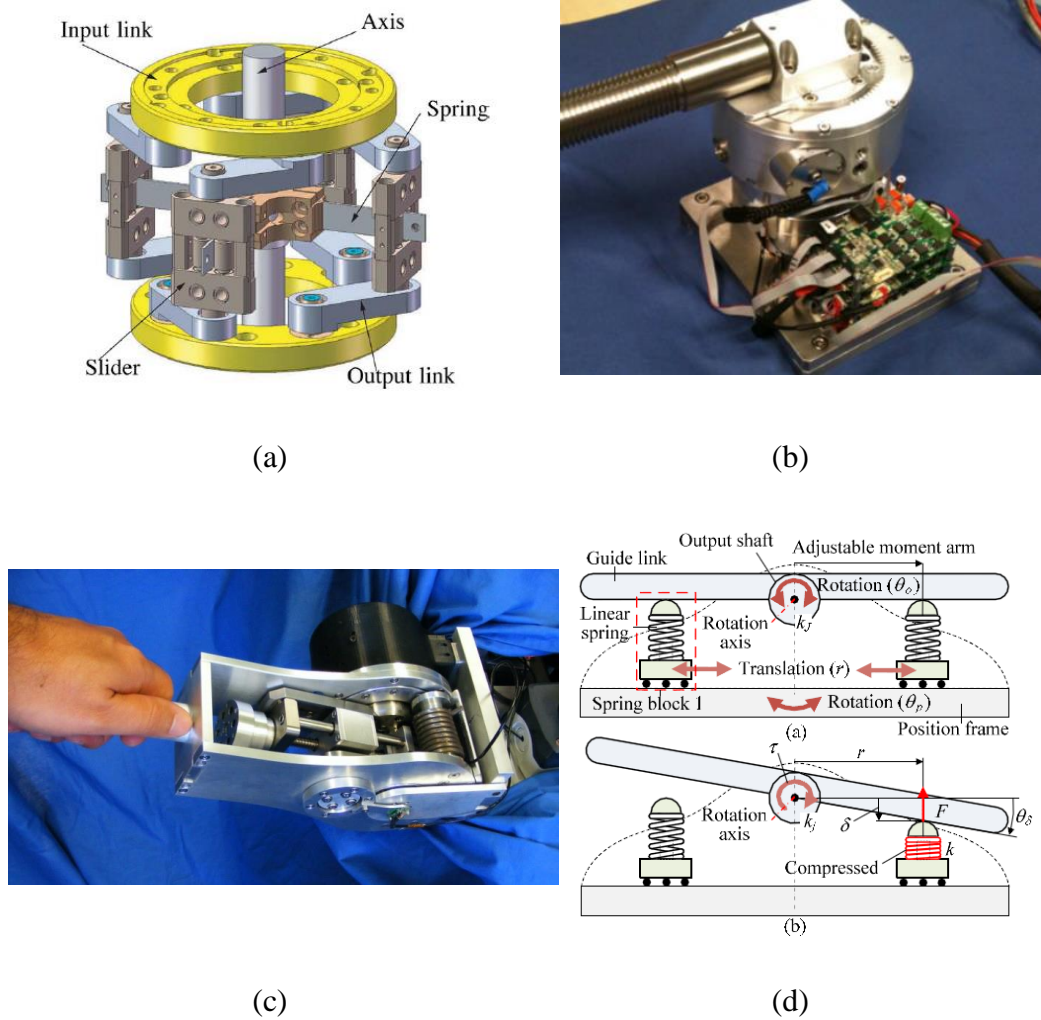 Input link
Axis
Spring
Slider
Output link
(a)
(b)
Output shaft
Adjustable moment arm
Guide link
Rotation (θo)
Linear
spring
Rotation
axis
kJ
Translation (r)
Spring block 1
Rotation (θp)
Position frame
(a)
τ
r
Rotation
axis
kj
δ
F
θδ
k
Compressed
(b)
(c)
(d)